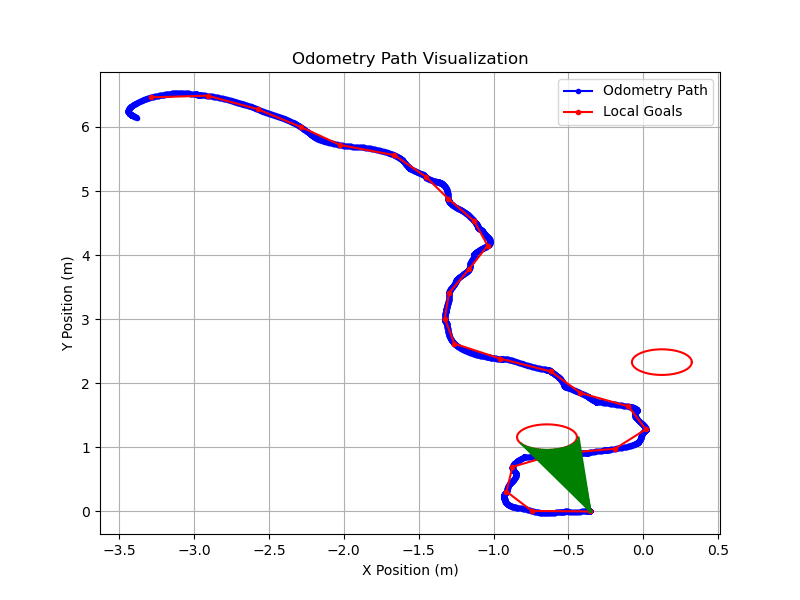 Odometry Path Visualization
Odometry Path
Local Goals
Y Position (m)
6
5
4
3
2
1
0
−3.5 −3.0 −2.5 −2.0 −1.5 −1.0 −0.5 0.0 0.5
X Position (m)